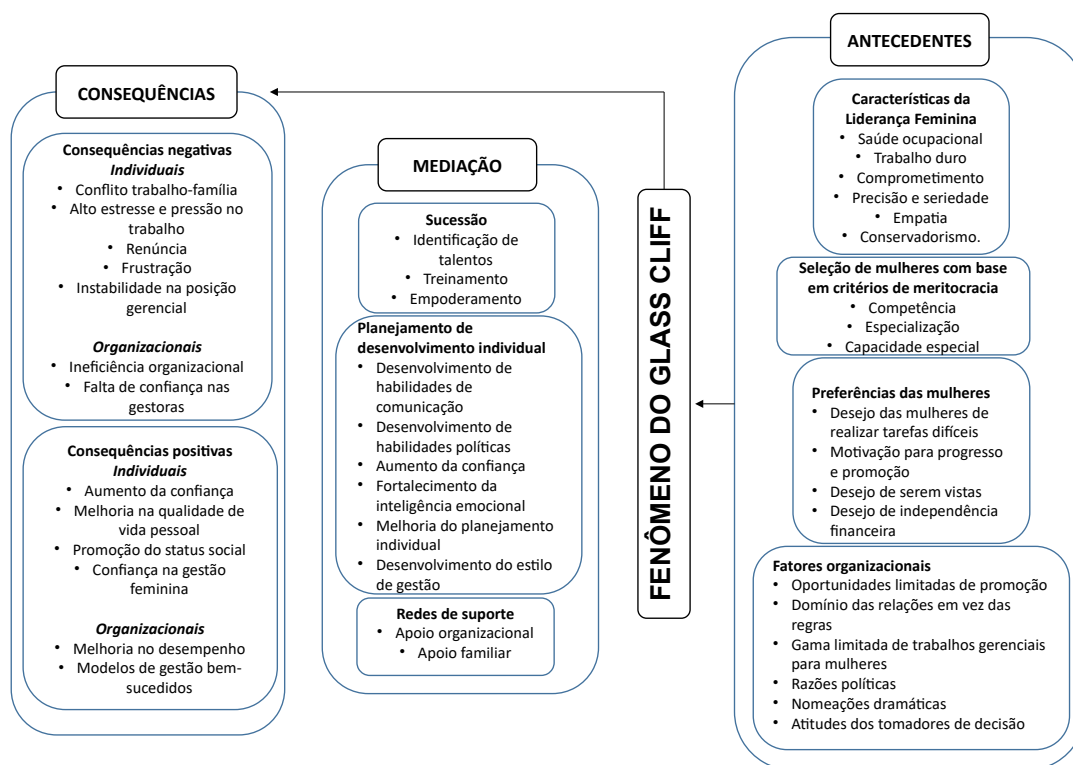 CONSEQUÊNCIAS
Consequências negativas
Individuais
• Conflito trabalho-família
• Alto estresse e pressão no
trabalho
• Renúncia
• Frustração
• Instabilidade na posição
gerencial
Organizacionais
• Ineficiência organizacional
• Falta de confiança nas
gestoras
Consequências positivas
Individuais
• Aumento da confiança
• Melhoria na qualidade de
vida pessoal
• Promoção do status social
• Confiança na gestão
feminina
Organizacionais
• Melhoria no desempenho
• Modelos de gestão bem-
sucedidos
MEDIAÇÃO
Sucessão
• Identificação de
talentos
• Treinamento
• Empoderamento
Planejamento de
desenvolvimento individual
• Desenvolvimento de
habilidades de
comunicação
• Desenvolvimento de
habilidades políticas
• Aumento da confiança
• Fortalecimento da
inteligência emocional
• Melhoria do planejamento
individual
• Desenvolvimento do estilo
de gestão
Redes de suporte
• Apoio organizacional
• Apoio familiar
FENÔMENO DO GLASS CLIFF
ANTECEDENTES
Características da
Liderança Feminina
• Saúde ocupacional
• Trabalho duro
• Comprometimento
• Precisão e seriedade
• Empatia
• Conservadorismo.
Seleção de mulheres com base
em critérios de meritocracia
• Competência
• Especialização
• Capacidade especial
Preferências das mulheres
• Desejo das mulheres de
realizar tarefas difíceis
• Motivação para progresso
e promoção
• Desejo de serem vistas
• Desejo de independência
financeira
Fatores organizacionais
• Oportunidades limitadas de promoção
• Domínio das relações em vez das
regras
• Gama limitada de trabalhos gerenciais
para mulheres
• Razões políticas
• Nomeações dramáticas
• Atitudes dos tomadores de decisão